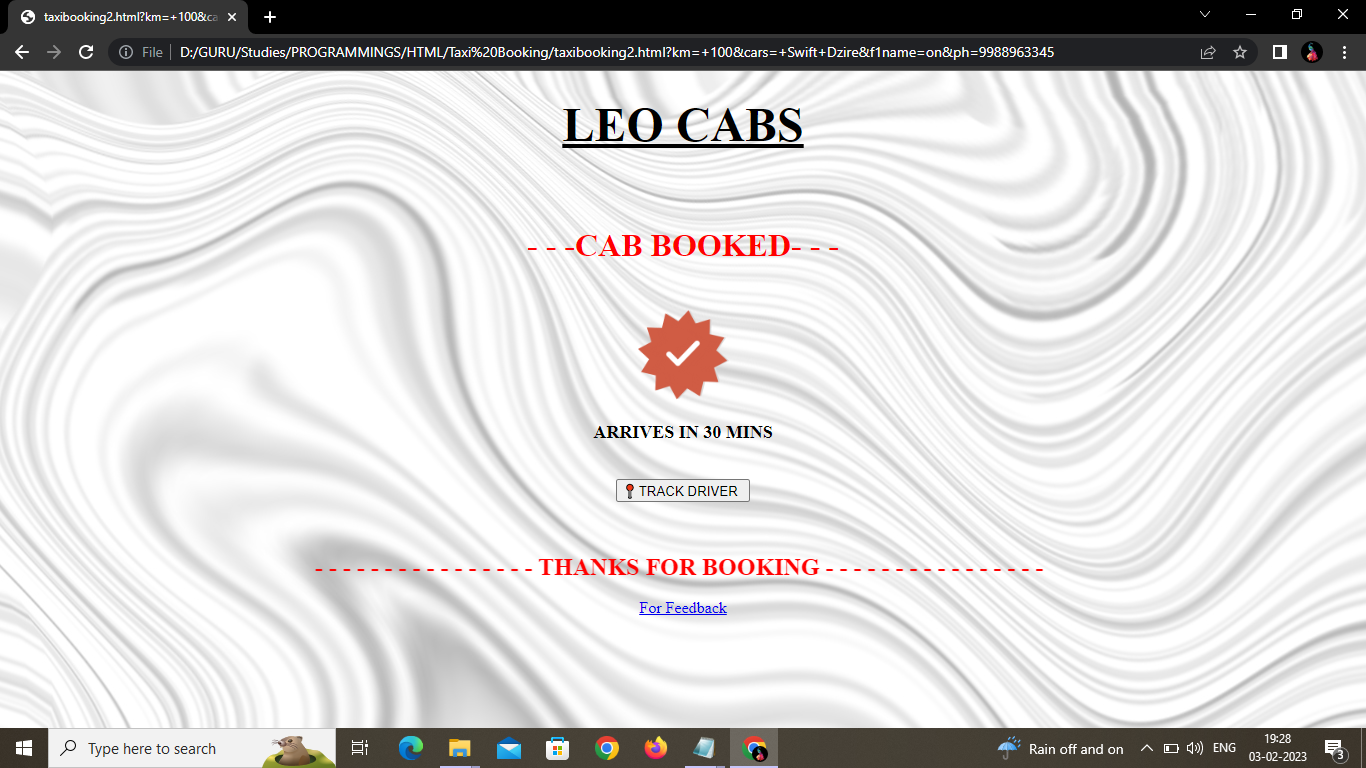 taxibooking2.html?km=+100&ca
File
D:/GURU/Studies/PROGRAMMINGS/HTML/Taxi%20Booking/taxibooking2.html?km=+100&cars=+Swift+Dzire&f1name=on&ph=9988963345
LEO CABS
- - -CAB BOOKED- - -
ARRIVES IN 30 MINS
TRACK DRIVER
- - - - - - - - - - - - - - - - THANKS FOR BOOKING - - - - - - - - - - - - - - - -
For Feedback
Type here to search
Rain off and on
ENG
19:28
03-02-2023
3